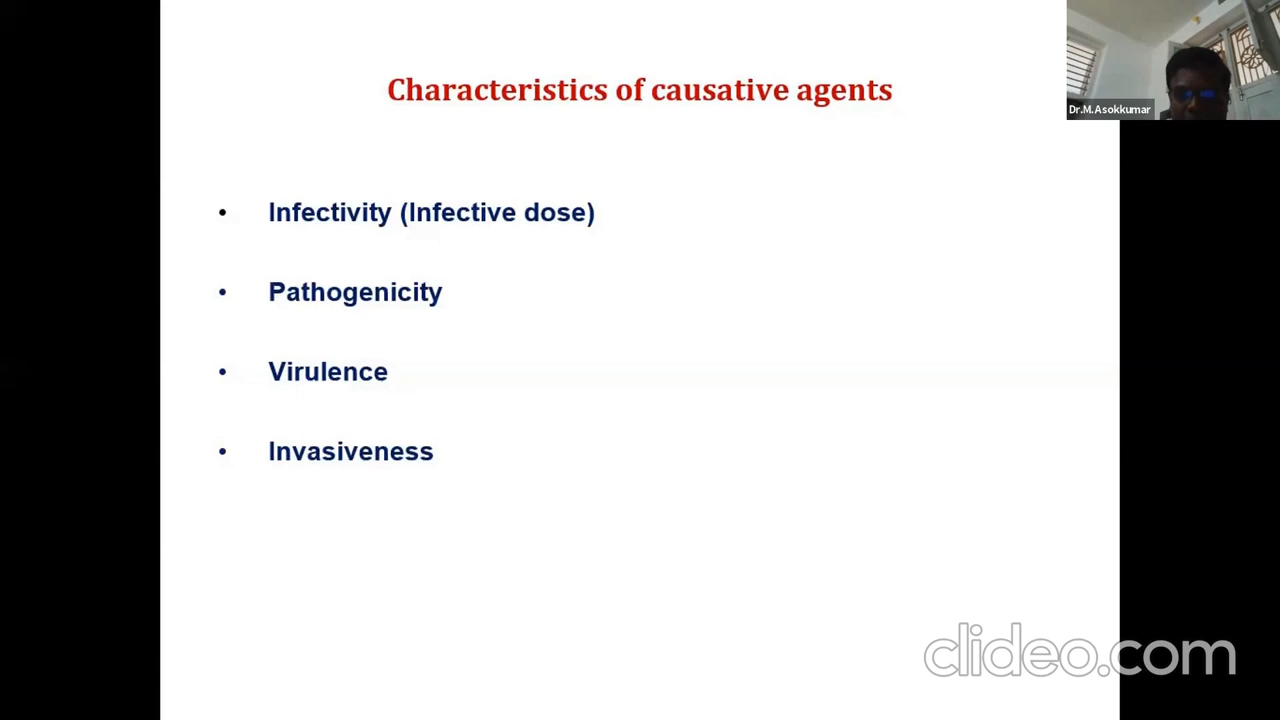 Characteristics of causative agents
Dr.M.Asokkumar
• Infectivity (Infective dose)
• Pathogenicity
• Virulence
• Invasiveness
clideo.com